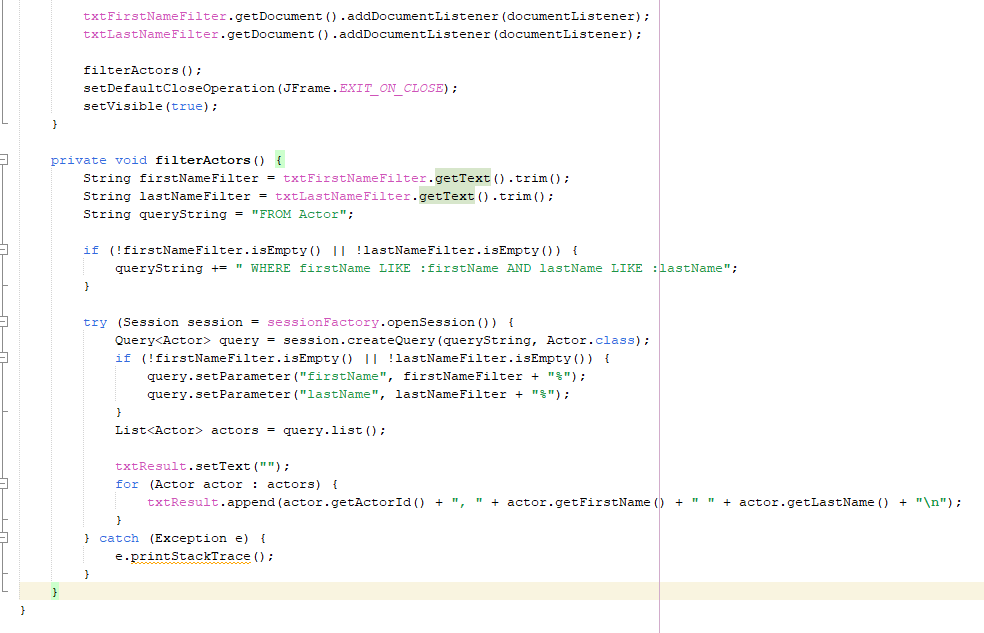 txtFirstNameFilter.getDocument().addDocumentListener(documentListener);
txtLastNameFilter.getDocument().addDocumentListener(documentListener);
filterActors();
setDefaultCloseOperation(JFrame.EXIT_ON_CLOSE);
setVisible(true);
}
private void filterActors() {
String firstNameFilter = txtFirstNameFilter.getText().trim();
String lastNameFilter = txtLastNameFilter.getText().trim();
String queryString = "FROM Actor";
if (!firstNameFilter.isEmpty() || !lastNameFilter.isEmpty()) {
queryString += " WHERE firstName LIKE :firstName AND lastName LIKE :lastName";
}
try (Session session = sessionFactory.openSession()) {
Query<Actor> query = session.createQuery(queryString, Actor.class);
if (!firstNameFilter.isEmpty() || !lastNameFilter.isEmpty()) {
query.setParameter("firstName", firstNameFilter + "%");
query.setParameter("lastName", lastNameFilter + "%");
}
List<Actor> actors = query.list();
txtResult.setText("");
for (Actor actor : actors) {
txtResult.append(actor.getActorId() + ", " + actor.getFirstName() + " " + actor.getLastName() + "\n");
}
} catch (Exception e) {
e.printStackTrace();
}
}
}